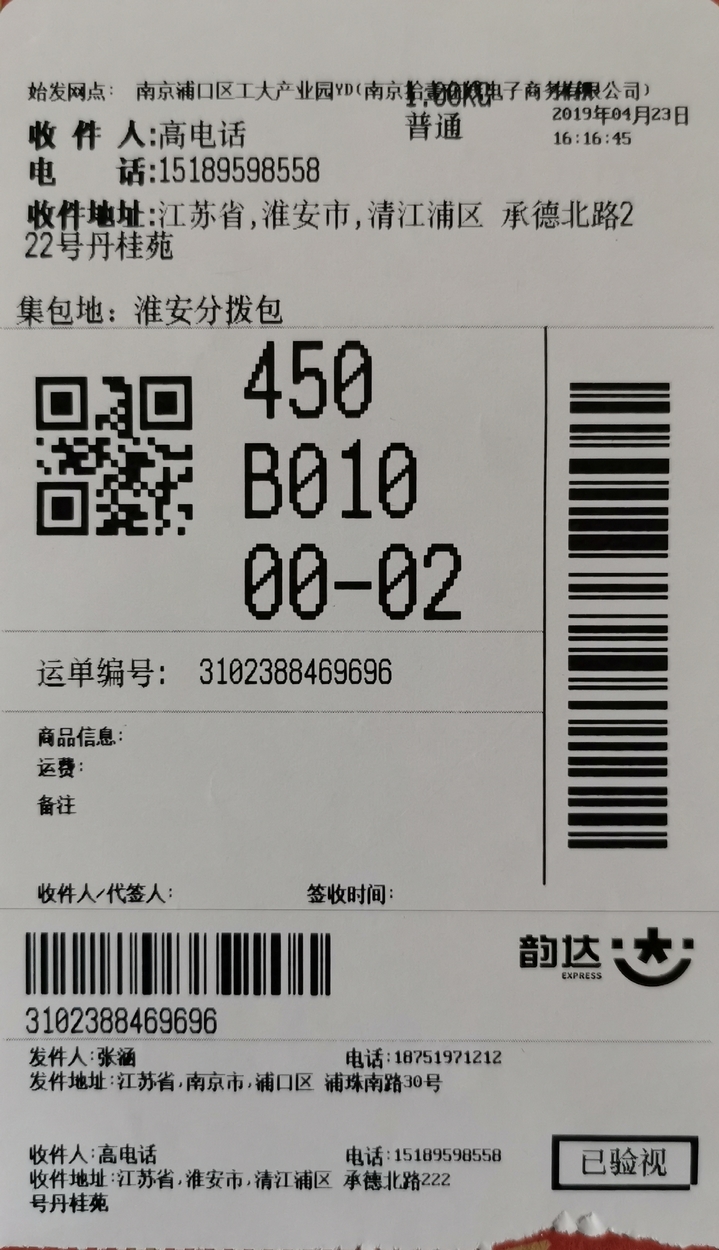 始发网点： 南京浦口区工大产业园YD(南京拾 电子商务有限公司)
1.00KG
2019年04月23日
收 件 人:高电话
普通
16:16:45
电 话:15189598558
收件地址:江苏省,淮安市,清江浦区 承德北路2
22号丹桂苑
集包地：淮安分拨包
450
B010
00-02
运单编号: 3102388469696
商品信息:
运费:
备注
收件人/代签人: 签收时间:
韵达
EXPRESS
3102388469696
发件人:张涵 电话:18751971212
发件地址:江苏省,南京市,浦口区 浦珠南路30号
收件人:高电话 电话:15189598558
收件地址:江苏省,淮安市,清江浦区 承德北路222
号丹桂苑
已验视